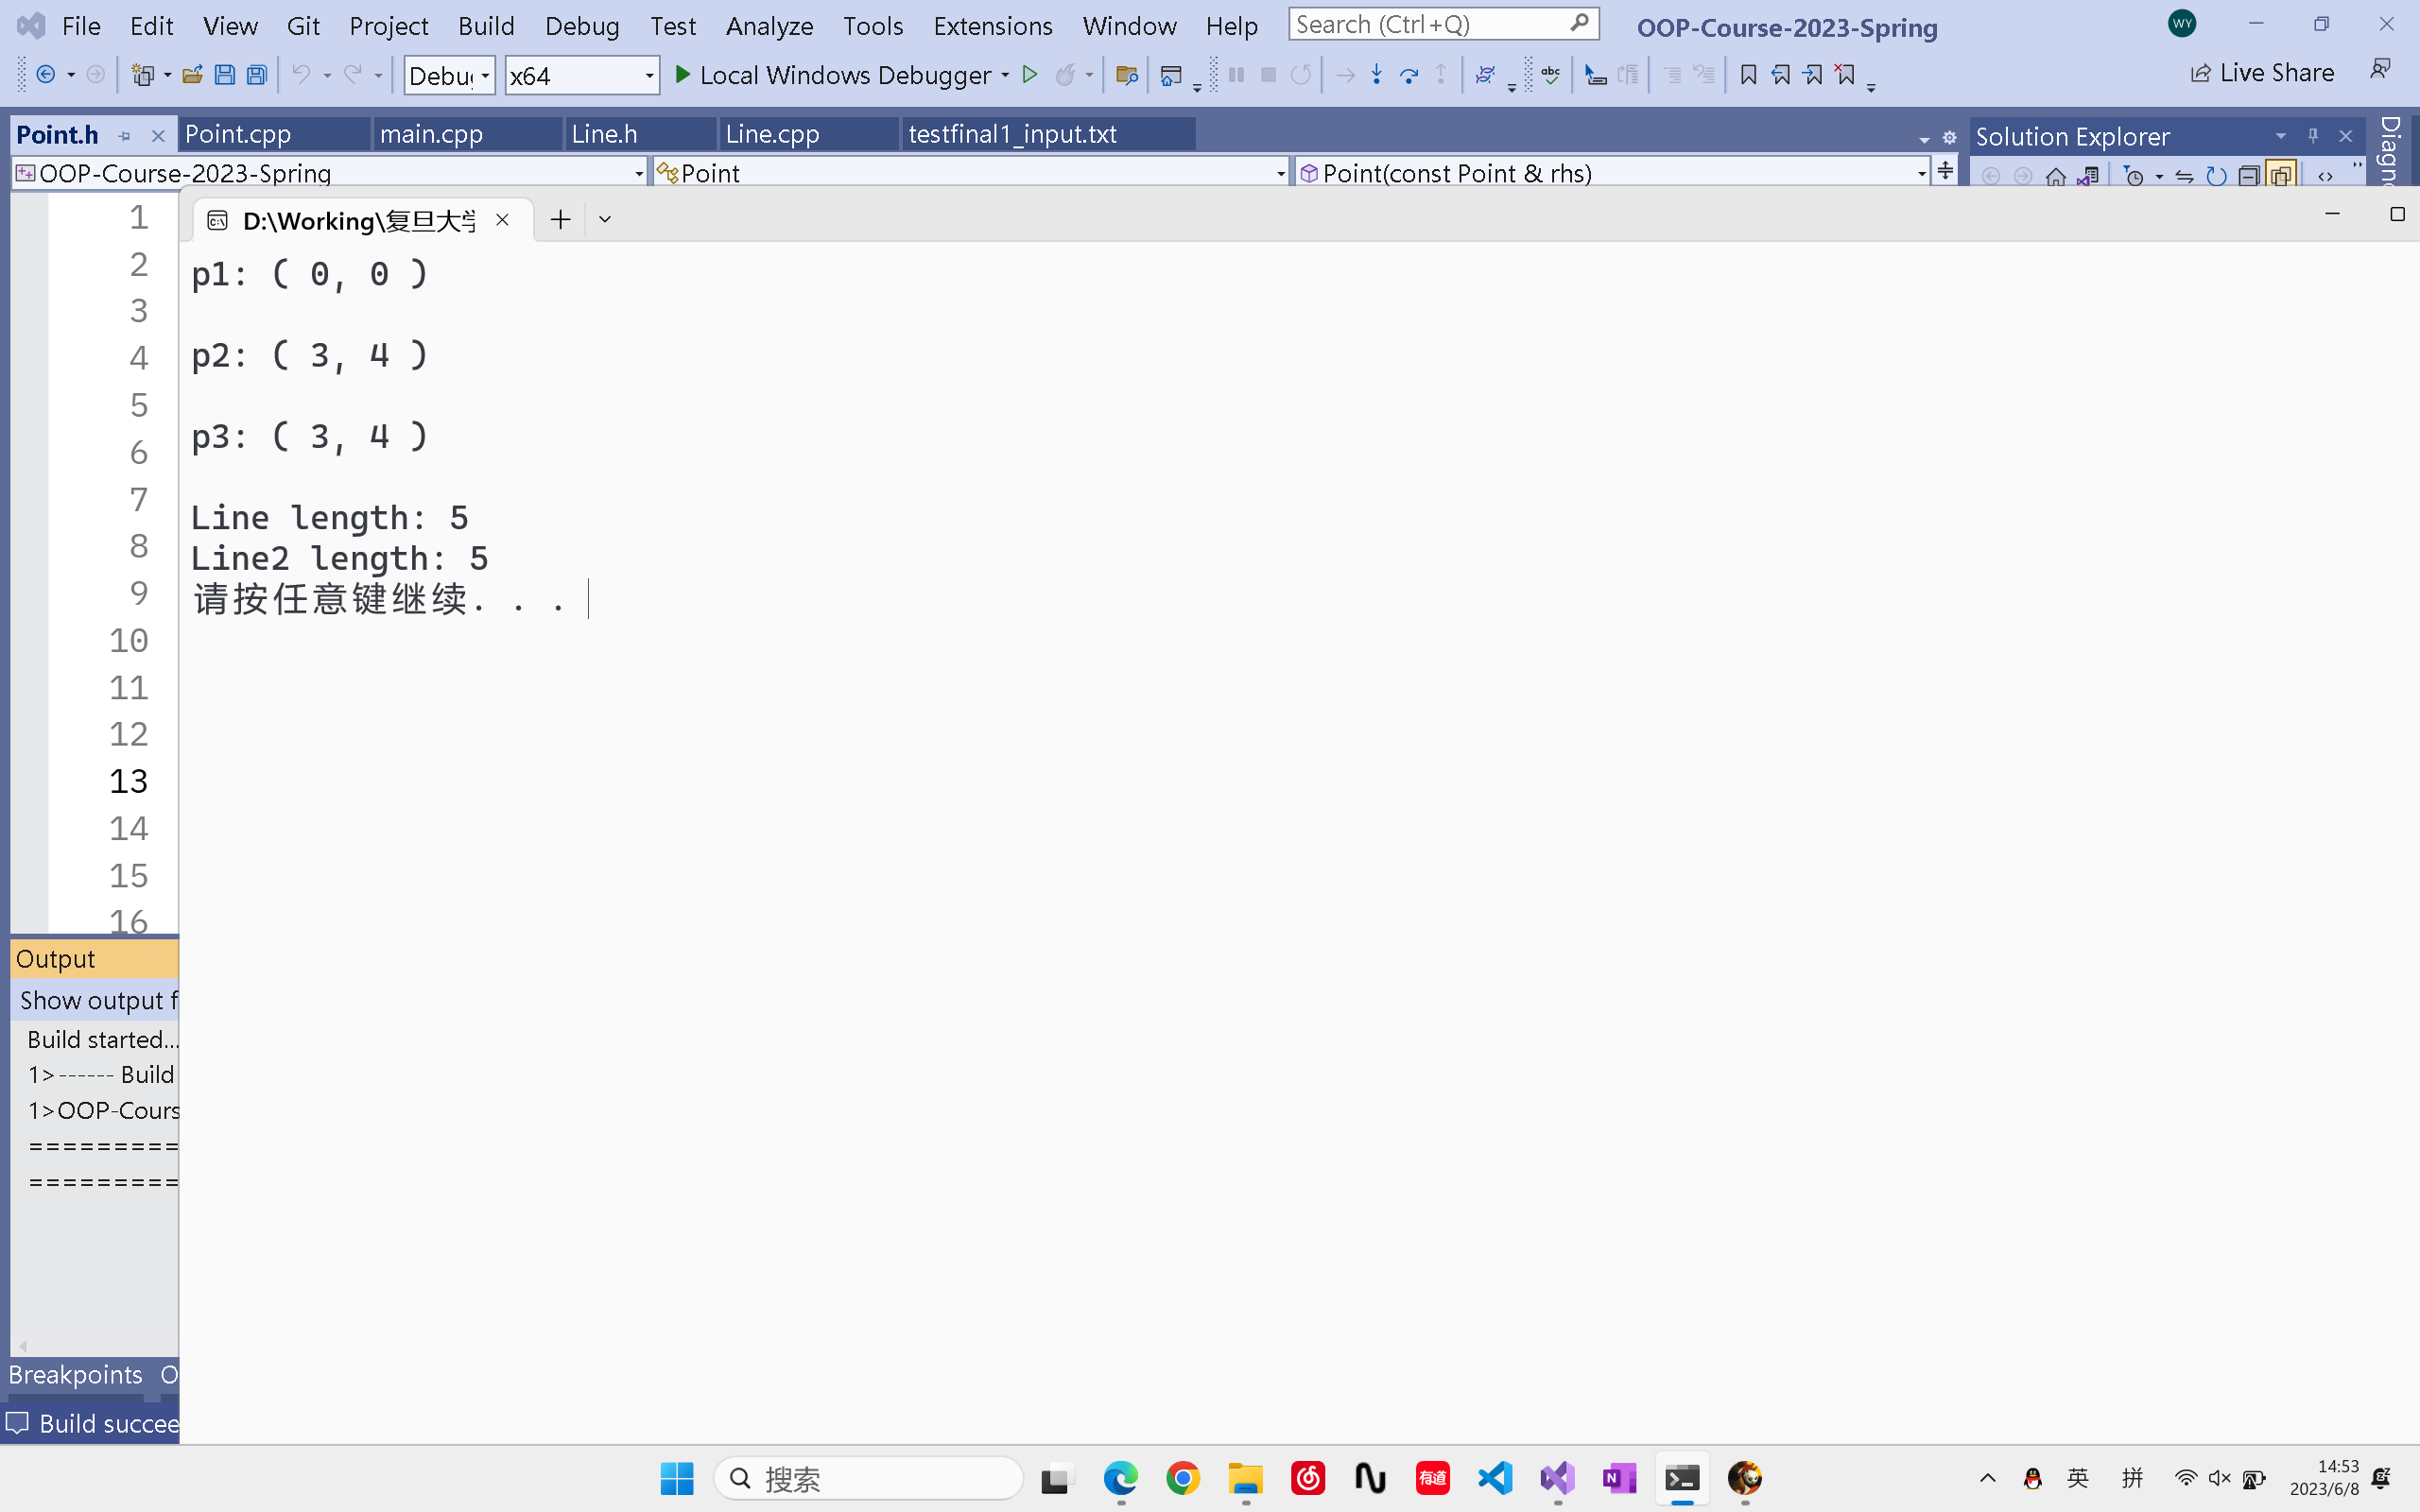 File Edit View Git Project Build Debug Test Analyze Tools Extensions Window Help Search (Ctrl+Q) OOP-Course-2023-Spring WY
Debu x64 Local Windows Debugger Live Share
Point.h Point.cpp main.cpp Line.h Line.cpp testfinal1_input.txt Solution Explorer Diagn
OOP-Course-2023-Spring Point Point(const Point & rhs)
D:\Working\复旦大学
1
2
3
4
5
6
7
8
9
10
11
12
13
14
15
16
p1: ( 0, 0 )
p2: ( 3, 4 )
p3: ( 3, 4 )
Line length: 5
Line2 length: 5
请按任意键继续. . .
Output
Show output f
Build started...
1>------ Build
1>OOP-Cours
=========
=========
Breakpoints O
Build succee
搜索 有道 英 拼 14:53
2023/6/8